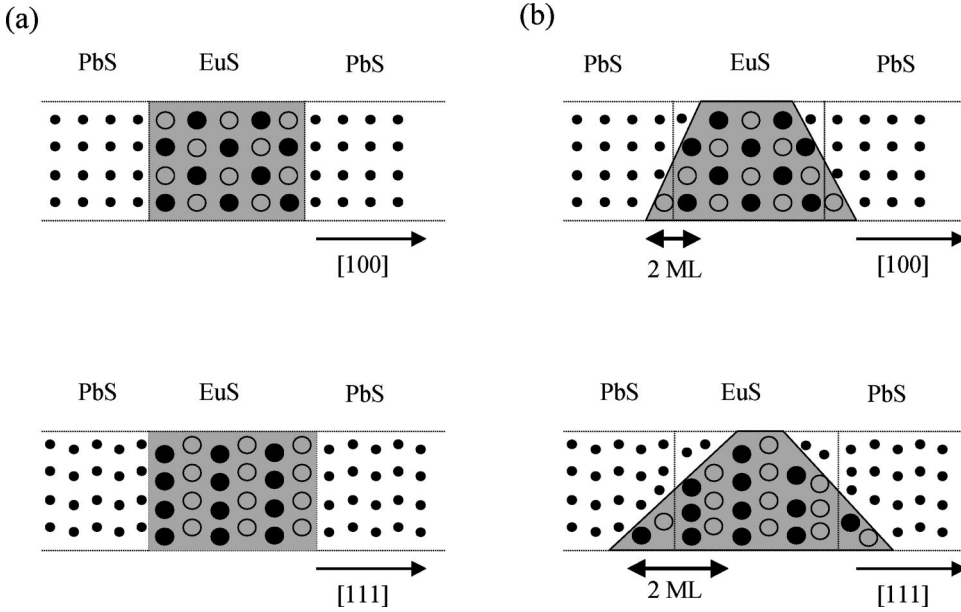 (a)
(b)
PbS EuS PbS
PbS EuS PbS
[100]
2 ML
[100]
PbS EuS PbS
PbS EuS PbS
[111]
2 ML
[111]